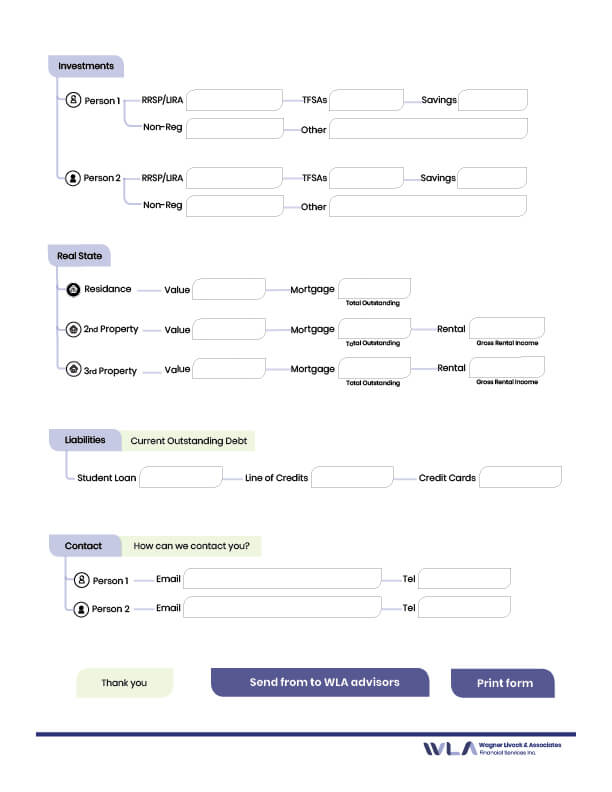 Investments
Person 1 RRSP/LIRA TFSAs Savings
Non-Reg Other
Person 2 RRSP/LIRA TFSAs Savings
Non-Reg Other
Real State
Residance Value Mortgage
Total Outstanding
2nd Property Value Mortgage Rental
Total Outstanding Gross Rental Income
3rd Property Value Mortgage Rental
Total Outstanding Gross Rental Income
Liabilities Current Outstanding Debt
Student Loan Line of Credits Credit Cards
Contact How can we contact you?
Person 1 Email Tel
Person 2 Email Tel
Thank you Send from to WLA advisors Print form
WLA Wagner Livock & Associates
Financial Services Inc.